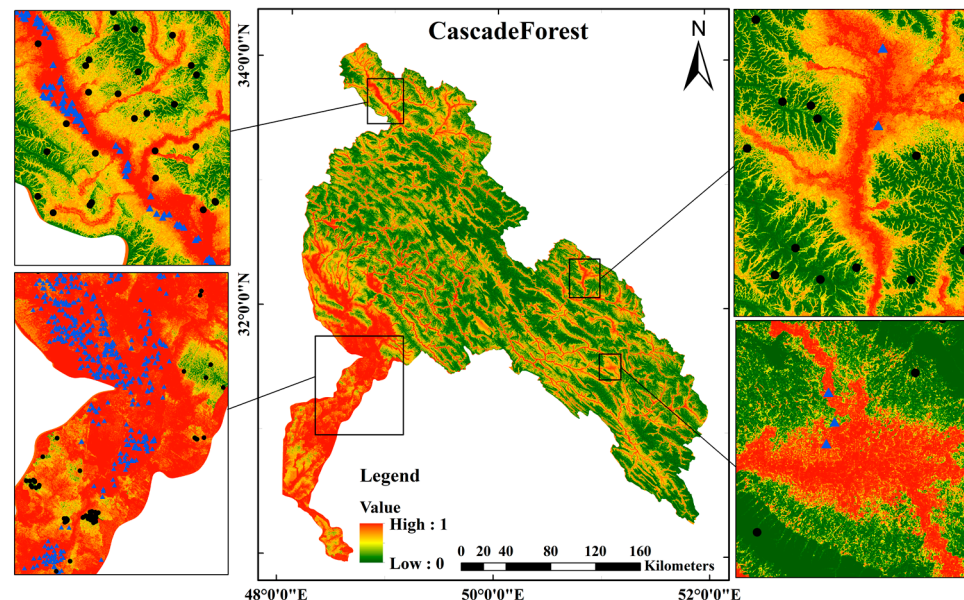 CascadeForest
N
34°0'0"N
32°0'0"N
Legend
Value
High : 1
Low : 0
0 20 40 80 120 160
Kilometers
48°0'0"E 50°0'0"E 52°0'0"E